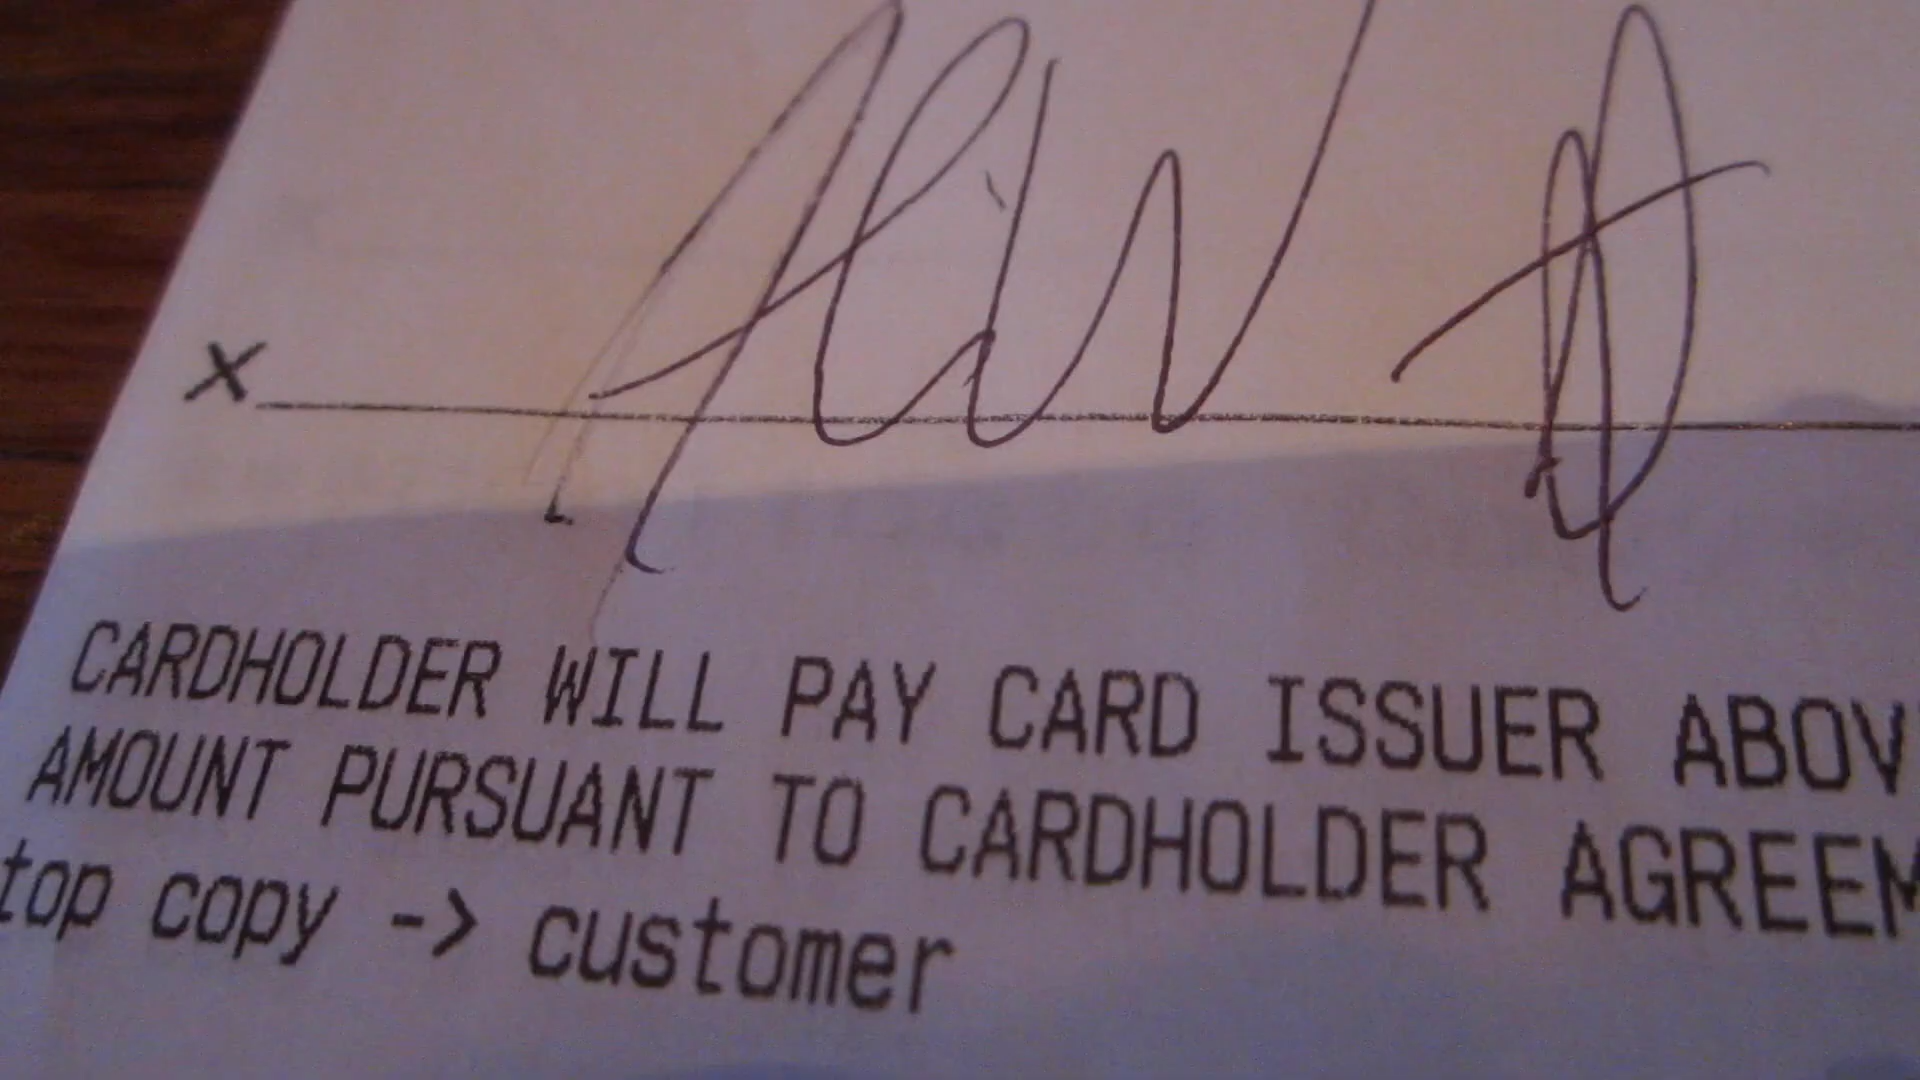 X
CARDHOLDER WILL PAY CARD ISSUER ABOV
AMOUNT PURSUANT TO CARDHOLDER AGREEM
top copy -> customer